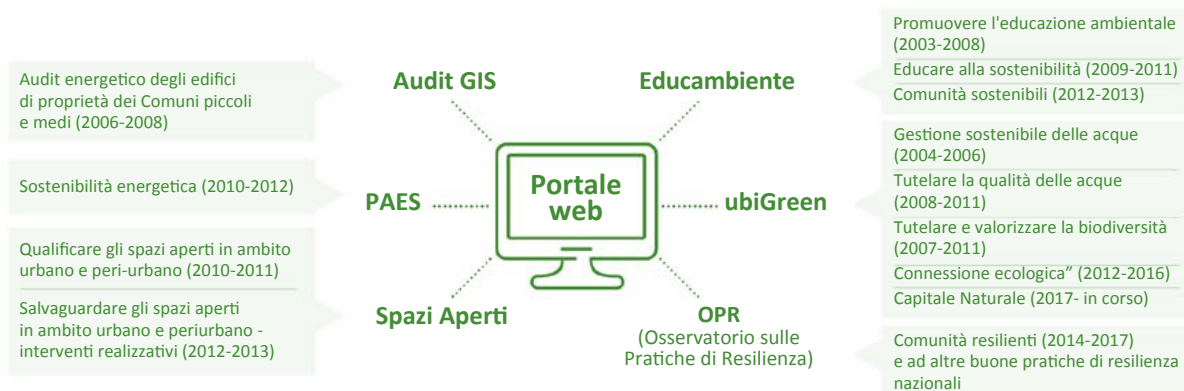 Audit energetico degli edifici
di proprietà dei Comuni piccoli
e medi (2006-2008)
Sostenibilità energetica (2010-2012)
Qualificare gli spazi aperti in ambito
urbano e peri-urbano (2010-2011)
Salvaguardare gli spazi aperti
in ambito urbano e periurbano -
interventi realizzativi (2012-2013)
Audit GIS
PAES
Spazi Aperti
Portale
web
Educambiente
ubiGreen
OPR
(Osservatorio sulle
Pratiche di Resilienza)
Promuovere l'educazione ambientale
(2003-2008)
Educare alla sostenibilità (2009-2011)
Comunità sostenibili (2012-2013)
Gestione sostenibile delle acque
(2004-2006)
Tutelare la qualità delle acque
(2008-2011)
Tutelare e valorizzare la biodiversità
(2007-2011)
Connessione ecologica” (2012-2016)
Capitale Naturale (2017- in corso)
Comunità resilienti (2014-2017)
e ad altre buone pratiche di resilienza
nazionali